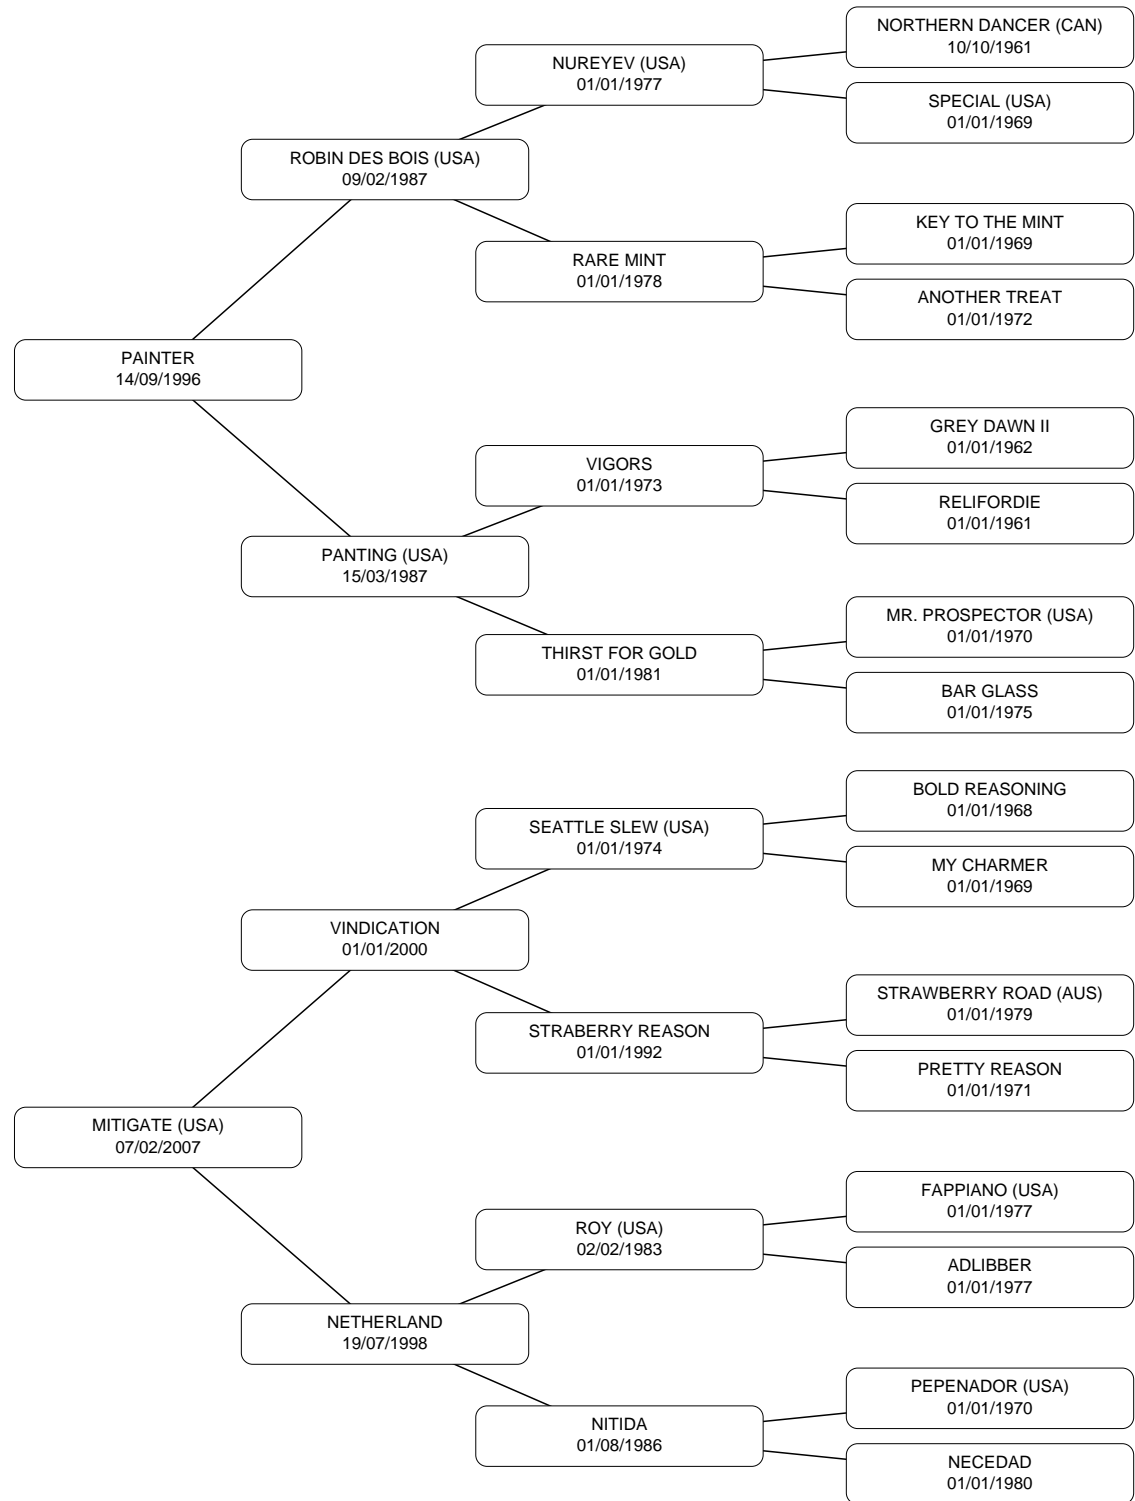 NORTHERN DANCER (CAN)
10/10/1961
NUREYEV (USA)
01/01/1977
SPECIAL (USA)
01/01/1969
ROBIN DES BOIS (USA)
09/02/1987
KEY TO THE MINT
01/01/1969
RARE MINT
01/01/1978
ANOTHER TREAT
01/01/1972
PAINTER
14/09/1996
GREY DAWN II
01/01/1962
VIGORS
01/01/1973
RELIFORDIE
01/01/1961
PANTING (USA)
15/03/1987
MR. PROSPECTOR (USA)
01/01/1970
THIRST FOR GOLD
01/01/1981
BAR GLASS
01/01/1975
BOLD REASONING
01/01/1968
SEATTLE SLEW (USA)
01/01/1974
MY CHARMER
01/01/1969
VINDICATION
01/01/2000
STRAWBERRY ROAD (AUS)
01/01/1979
STRABERRY REASON
01/01/1992
PRETTY REASON
01/01/1971
MITIGATE (USA)
07/02/2007
FAPPIANO (USA)
01/01/1977
ROY (USA)
02/02/1983
ADLIBBER
01/01/1977
NETHERLAND
19/07/1998
PEPENADOR (USA)
01/01/1970
NITIDA
01/08/1986
NECEDAD
01/01/1980